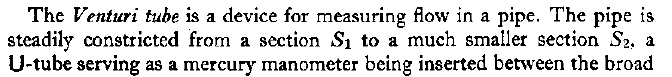 The Venturi tube is a device for measuring flow in a pipe. The pipe is
steadily constricted from a section S₁ to a much smaller section S₂, a
U-tube serving as a mercury manometer being inserted between the broad